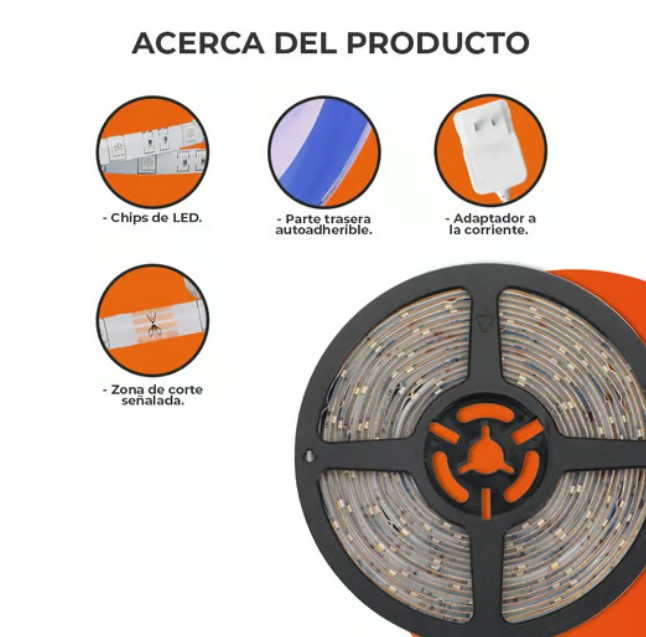 ACERCA DEL PRODUCTO
- Chips de LED.
- Parte trasera
autoadherible.
- Adaptador a
la corriente.
- Zona de corte
señalada.